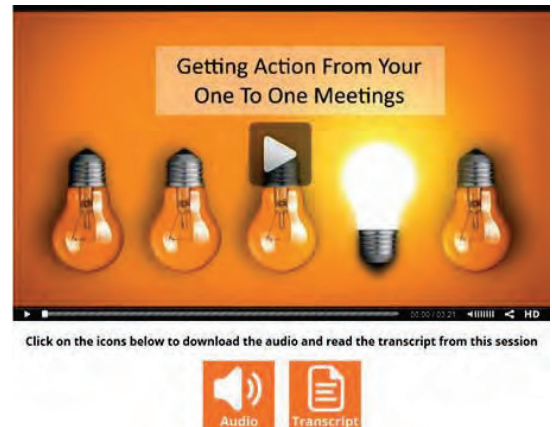 Getting Action From Your
One To One Meetings
00:00 / 03:21
HD
Click on the icons below to download the audio and read the transcript from this session
Audio
Transcript